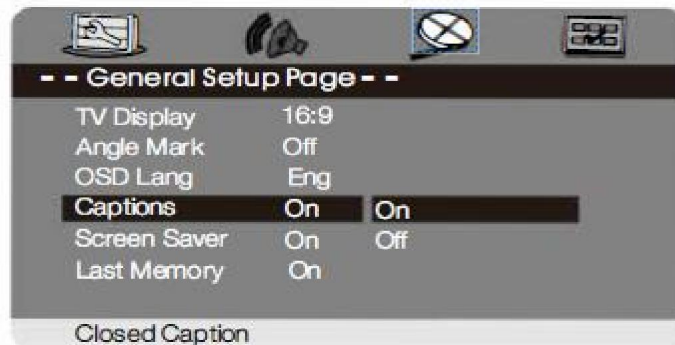 - - General Setup Page - -
TV Display 16:9
Angle Mark Off
OSD Lang Eng
Captions On On
Screen Saver On Off
Last Memory On
Closed Caption